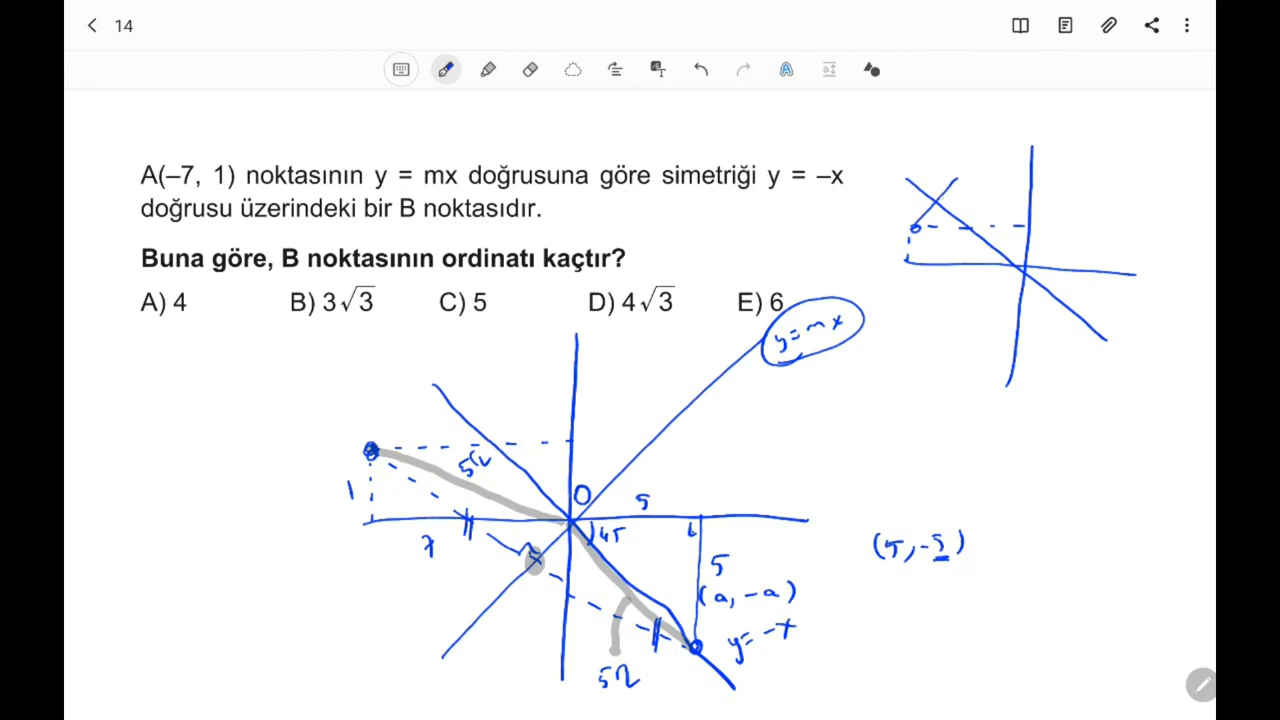 14
A(–7, 1) noktasının y = mx doğrusuna göre simetriği y = –x
doğrusu üzerindeki bir B noktasıdır.
Buna göre, B noktasının ordinatı kaçtır?
A) 4 B) 3√3 C) 5 D) 4√3 E) 6
y = mx
5√2
O
5
1
45
7
5
(5, -5)
(a, -a)
y = -x
5√2